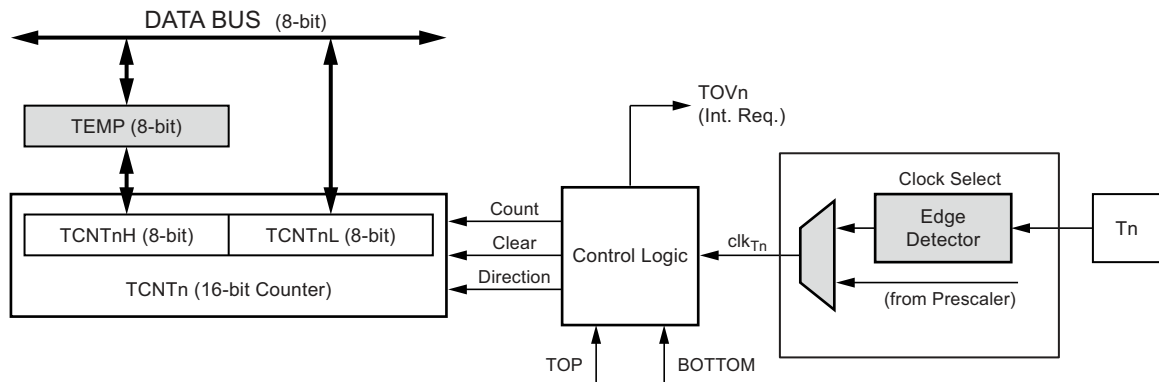 DATA BUS (8-bit)
TEMP (8-bit)
TCNTnH (8-bit)
TCNTnL (8-bit)
TCNTn (16-bit Counter)
Count
Clear
Direction
TOVn
(Int. Req.)
Control Logic
TOP
BOTTOM
clkTn
Clock Select
Edge
Detector
(from Prescaler)
Tn